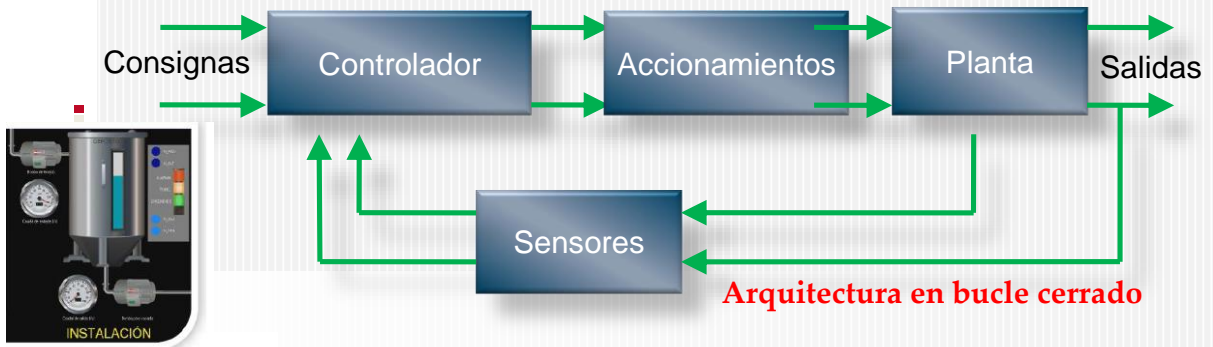 Consignas
Controlador
Accionamientos
Planta
Salidas
Sensores
Arquitectura en bucle cerrado
INSTALACIÓN